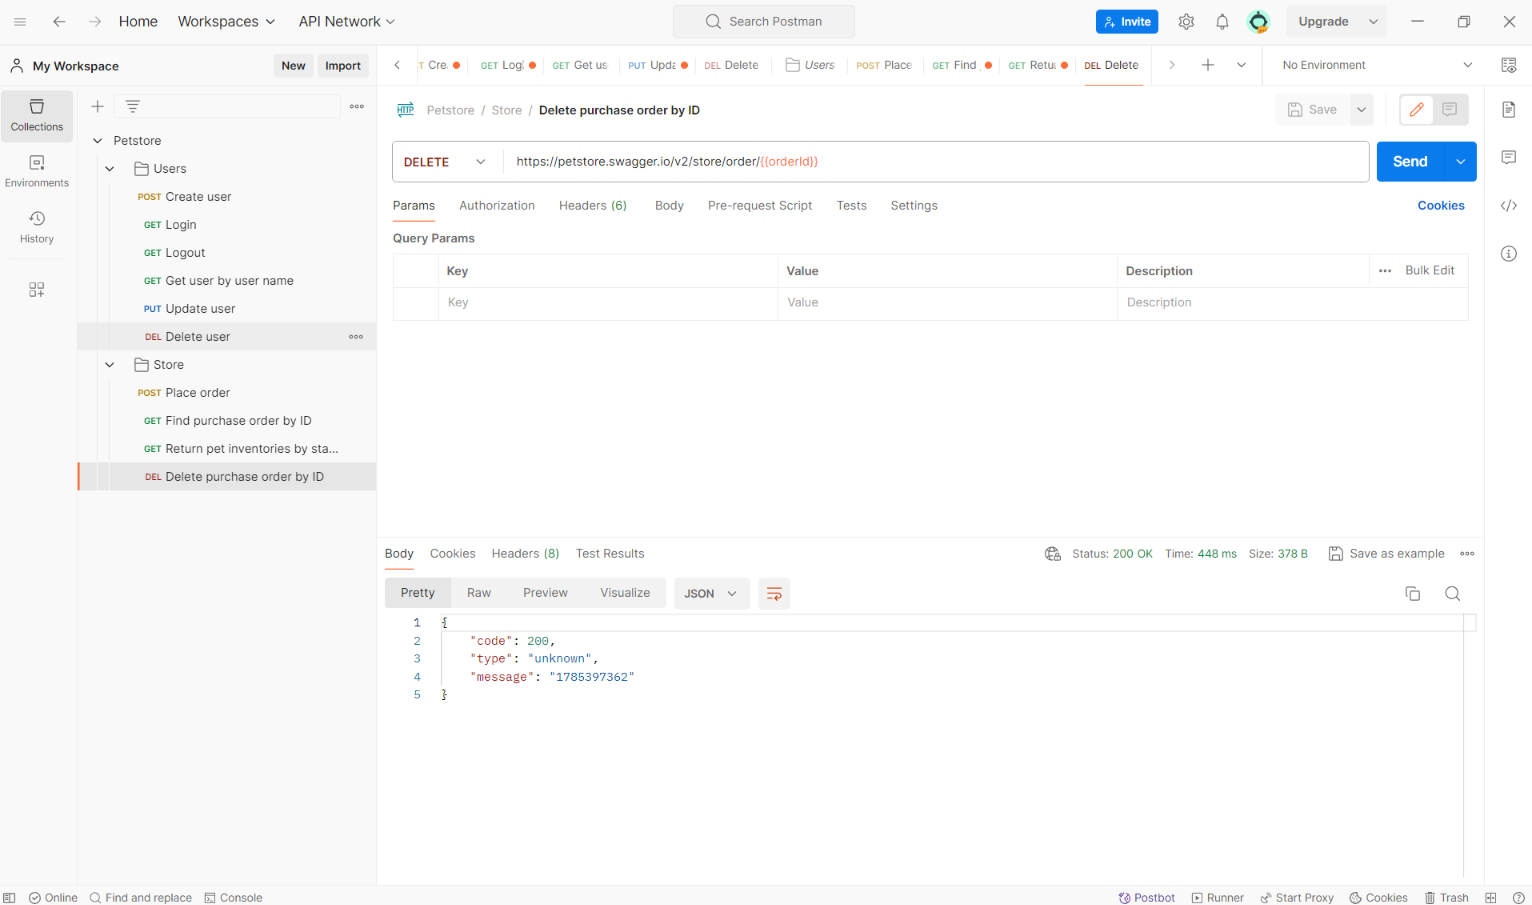 Home Workspaces API Network Search Postman Invite Upgrade
My Workspace New Import
Cre GET Logi GET Get us PUT Upda DEL Delete Users POST Place GET Find GET Retu DEL Delete No Environment
Collections
Environments
History
Petstore
Users
POST Create user
GET Login
GET Logout
GET Get user by user name
PUT Update user
DEL Delete user
Store
POST Place order
GET Find purchase order by ID
GET Return pet inventories by sta...
DEL Delete purchase order by ID
HTTP Petstore / Store / Delete purchase order by ID Save
DELETE https://petstore.swagger.io/v2/store/order/{{orderId}} Send
Params Authorization Headers (6) Body Pre-request Script Tests Settings Cookies
Query Params
Key Value Description Bulk Edit
Key Value Description
Body Cookies Headers (8) Test Results Status: 200 OK Time: 448 ms Size: 378 B Save as example
Pretty Raw Preview Visualize JSON
1 {
2 "code": 200,
3 "type": "unknown",
4 "message": "1785397362"
5 }
Online Find and replace Console Postbot Runner Start Proxy Cookies Trash